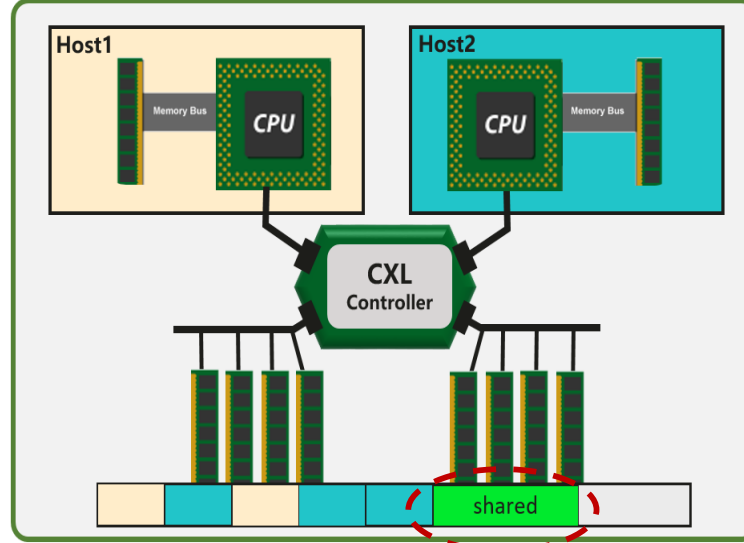 Host1
Host2
Memory Bus
CPU
CPU
Memory Bus
CXL
Controller
shared